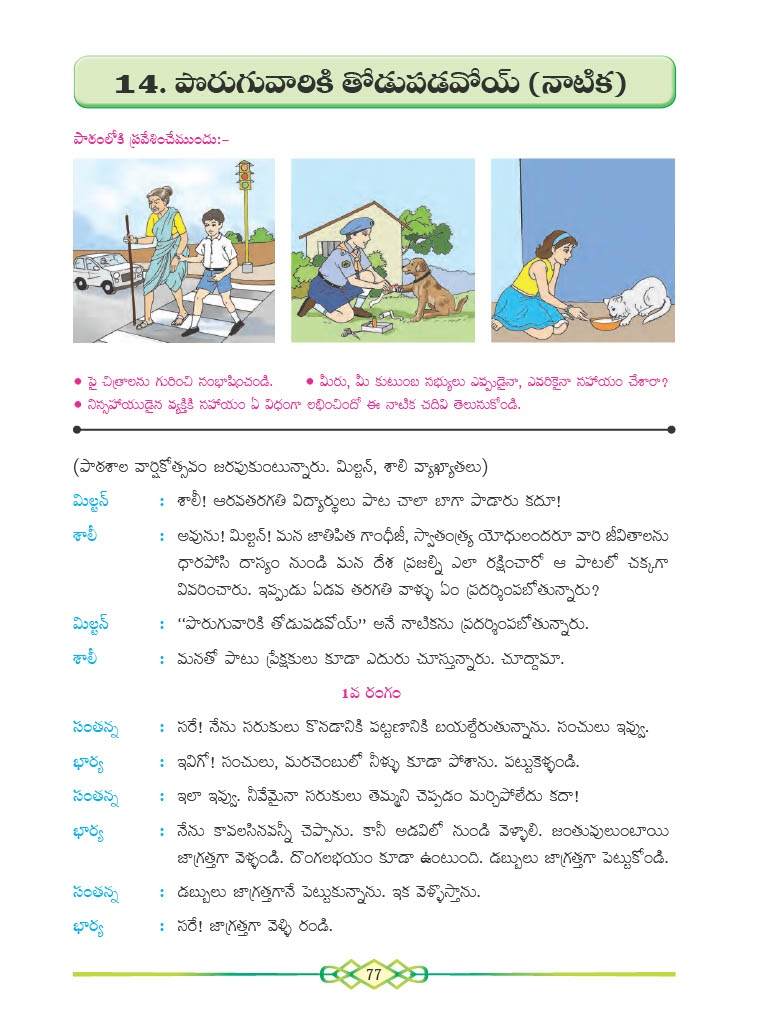 14. పొరుగువారికి తోడుపడవోయ్ (నాటిక)
పాఠంలోకి ప్రవేశించేముందు:-
● పై చిత్రాలను గురించి సంభాషించండి. ● మీరు, మీ కుటుంబ సభ్యులు ఎప్పుడైనా, ఎవరికైనా సహాయం చేశారా?
● నిస్సహాయుడైన వ్యక్తికి సహాయం ఏ విధంగా లభించిందో ఈ నాటిక చదివి తెలుసుకోండి.
(పాఠశాల వార్షికోత్సవం జరపుకుంటున్నారు. మిల్టన్, శాలి వ్యాఖ్యాతలు)
మిల్టన్ : శాలీ! ఆరవతరగతి విద్యార్థులు పాట చాలా బాగా పాడారు కదూ!
శాలీ : అవును! మిల్టన్! మన జాతిపిత గాంధీజీ, స్వాతంత్ర్య యోధులందరూ వారి జీవితాలను
ధారపోసి దాస్యం నుండి మన దేశ ప్రజల్ని ఎలా రక్షించారో ఆ పాటలో చక్కగా
వివరించారు. ఇప్పుడు ఏడవ తరగతి వాళ్ళు ఏం ప్రదర్శింపబోతున్నారు?
మిల్టన్ : “పొరుగువారికి తోడుపడవోయ్” అనే నాటికను ప్రదర్శింపబోతున్నారు.
శాలీ : మనతో పాటు ప్రేక్షకులు కూడా ఎదురు చూస్తున్నారు. చూద్దామా.
1వ రంగం
సంతన్న : సరే! నేను సరుకులు కొనడానికి పట్టణానికి బయల్దేరుతున్నాను. సంచులు ఇవ్వు.
భార్య : ఇవిగో! సంచులు, మరచెంబులో నీళ్ళు కూడా పోశాను. పట్టుకెళ్ళండి.
సంతన్న : ఇలా ఇవ్వు. నీవేమైనా సరుకులు తెమ్మని చెప్పడం మర్చిపోలేదు కదా!
భార్య : నేను కావలసినవన్నీ చెప్పాను. కానీ అడవిలో నుండి వెళ్ళాలి. జంతువులుంటాయి
జాగ్రత్తగా వెళ్ళండి. దొంగలభయం కూడా ఉంటుంది. డబ్బులు జాగ్రత్తగా పెట్టుకోండి.
సంతన్న : డబ్బులు జాగ్రత్తగానే పెట్టుకున్నాను. ఇక వెళ్ళొస్తాను.
భార్య : సరే! జాగ్రత్తగా వెళ్ళి రండి.
77